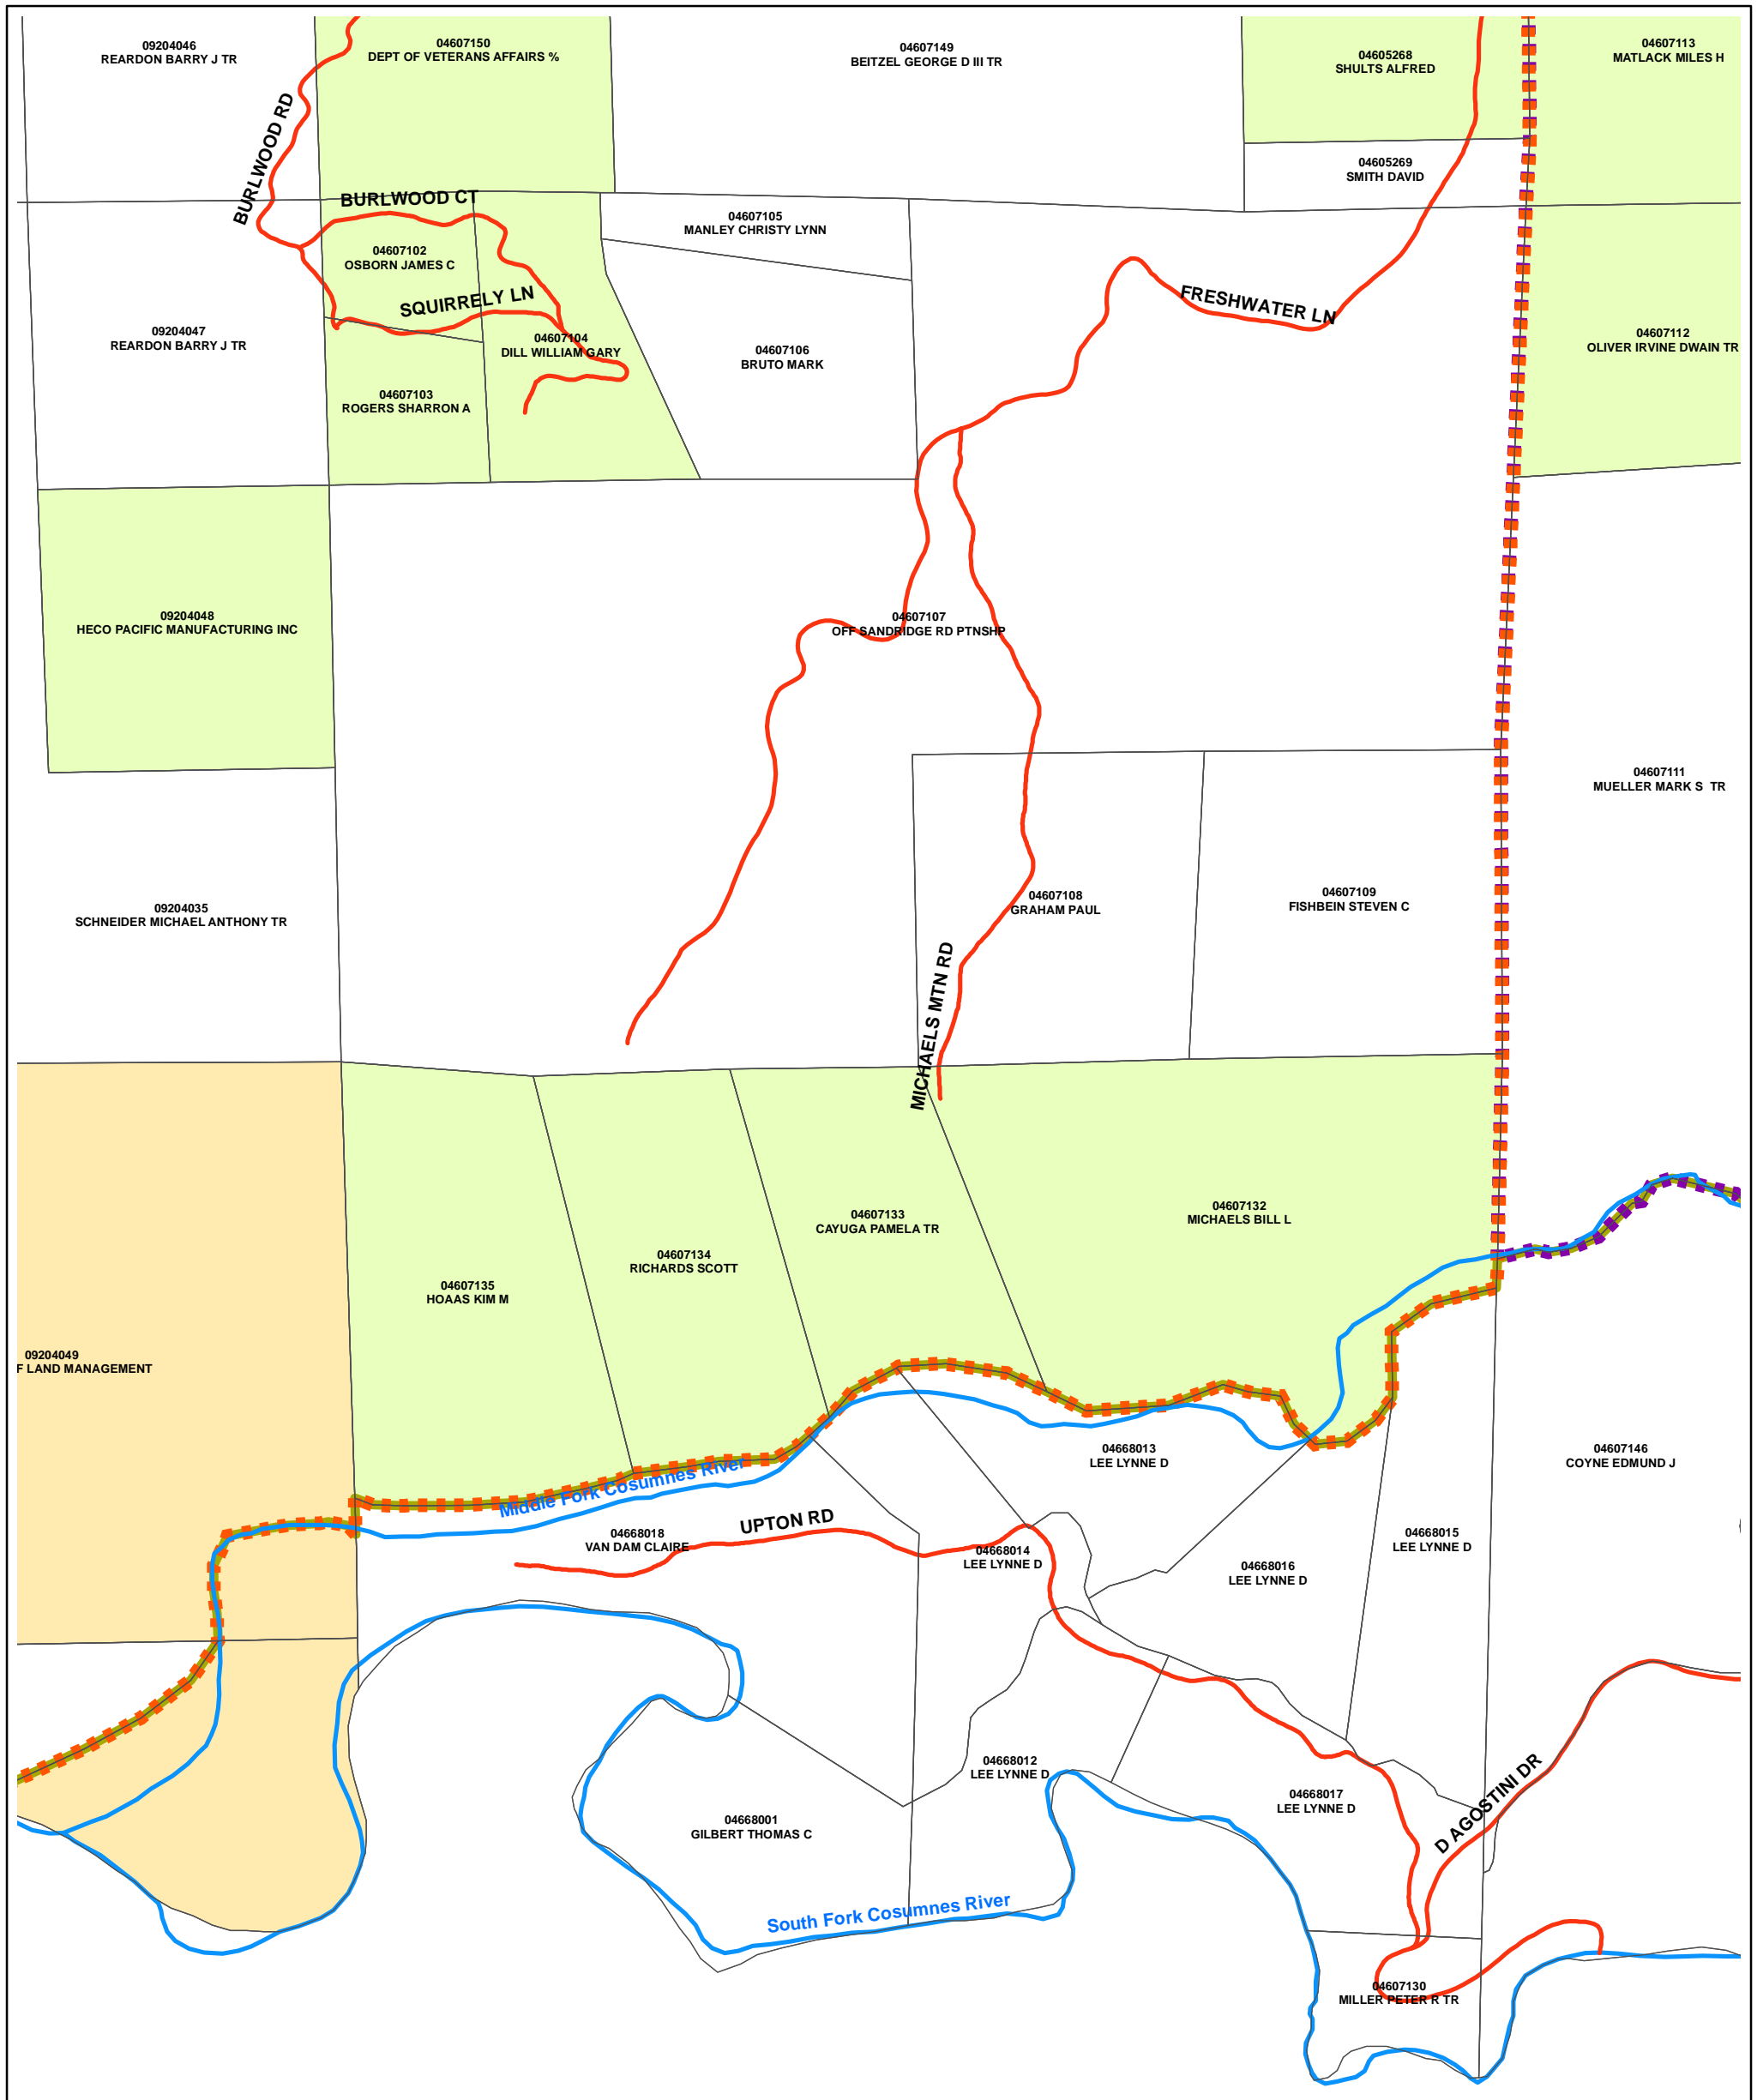 09204046
REARDON BARRY J TR
04607150
DEPT OF VETERANS AFFAIRS %
04607149
BEITZEL GEORGE D III TR
04605268
SHULTS ALFRED
04607113
MATLACK MILES H
BURLWOOD RD
04605269
SMITH DAVID
BURLWOOD CT
04607105
MANLEY CHRISTY LYNN
04607102
OSBORN JAMES C
SQUIRRELY LN
FRESHWATER LN
09204047
REARDON BARRY J TR
04607104
DILL WILLIAM GARY
04607106
BRUTO MARK
04607112
OLIVER IRVINE DWAIN TR
04607103
ROGERS SHARRON A
09204048
HECO PACIFIC MANUFACTURING INC
04607107
OFF SANDRIDGE RD PTNSHP
04607111
MUELLER MARK S  TR
09204035
SCHNEIDER MICHAEL ANTHONY TR
04607108
GRAHAM PAUL
04607109
FISHBEIN STEVEN C
MICHAELS MTN RD
04607133
CAYUGA PAMELA TR
04607132
MICHAELS BILL L
04607134
RICHARDS SCOTT
04607135
HOAAS KIM M
09204049
F LAND MANAGEMENT
04668013
LEE LYNNE D
04607146
COYNE EDMUND J
Middle Fork Cosumnes River
UPTON RD
04668018
VAN DAM CLAIRE
04668014
LEE LYNNE D
04668015
LEE LYNNE D
04668016
LEE LYNNE D
04668012
LEE LYNNE D
04668017
LEE LYNNE D
D AGOSTINI DR
04668001
GILBERT THOMAS C
South Fork Cosumnes River
04607130
MILLER PETER R TR